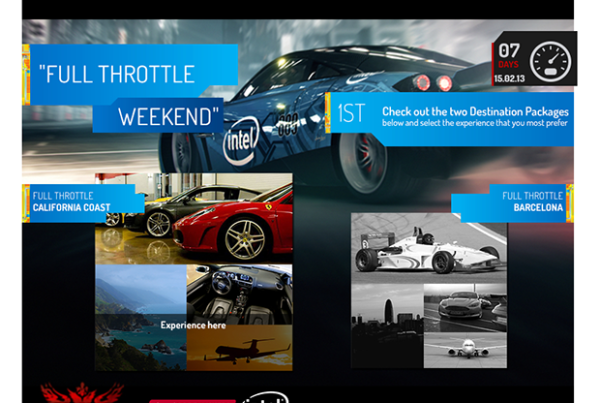 "FULL THROTTLE
WEEKEND"
07
DAYS
15.02.13
1ST
Check out the two Destination Packages
below and select the experience that you most prefer
intel
FULL THROTTLE
CALIFORNIA COAST
FULL THROTTLE
BARCELONA
Experience here
intel